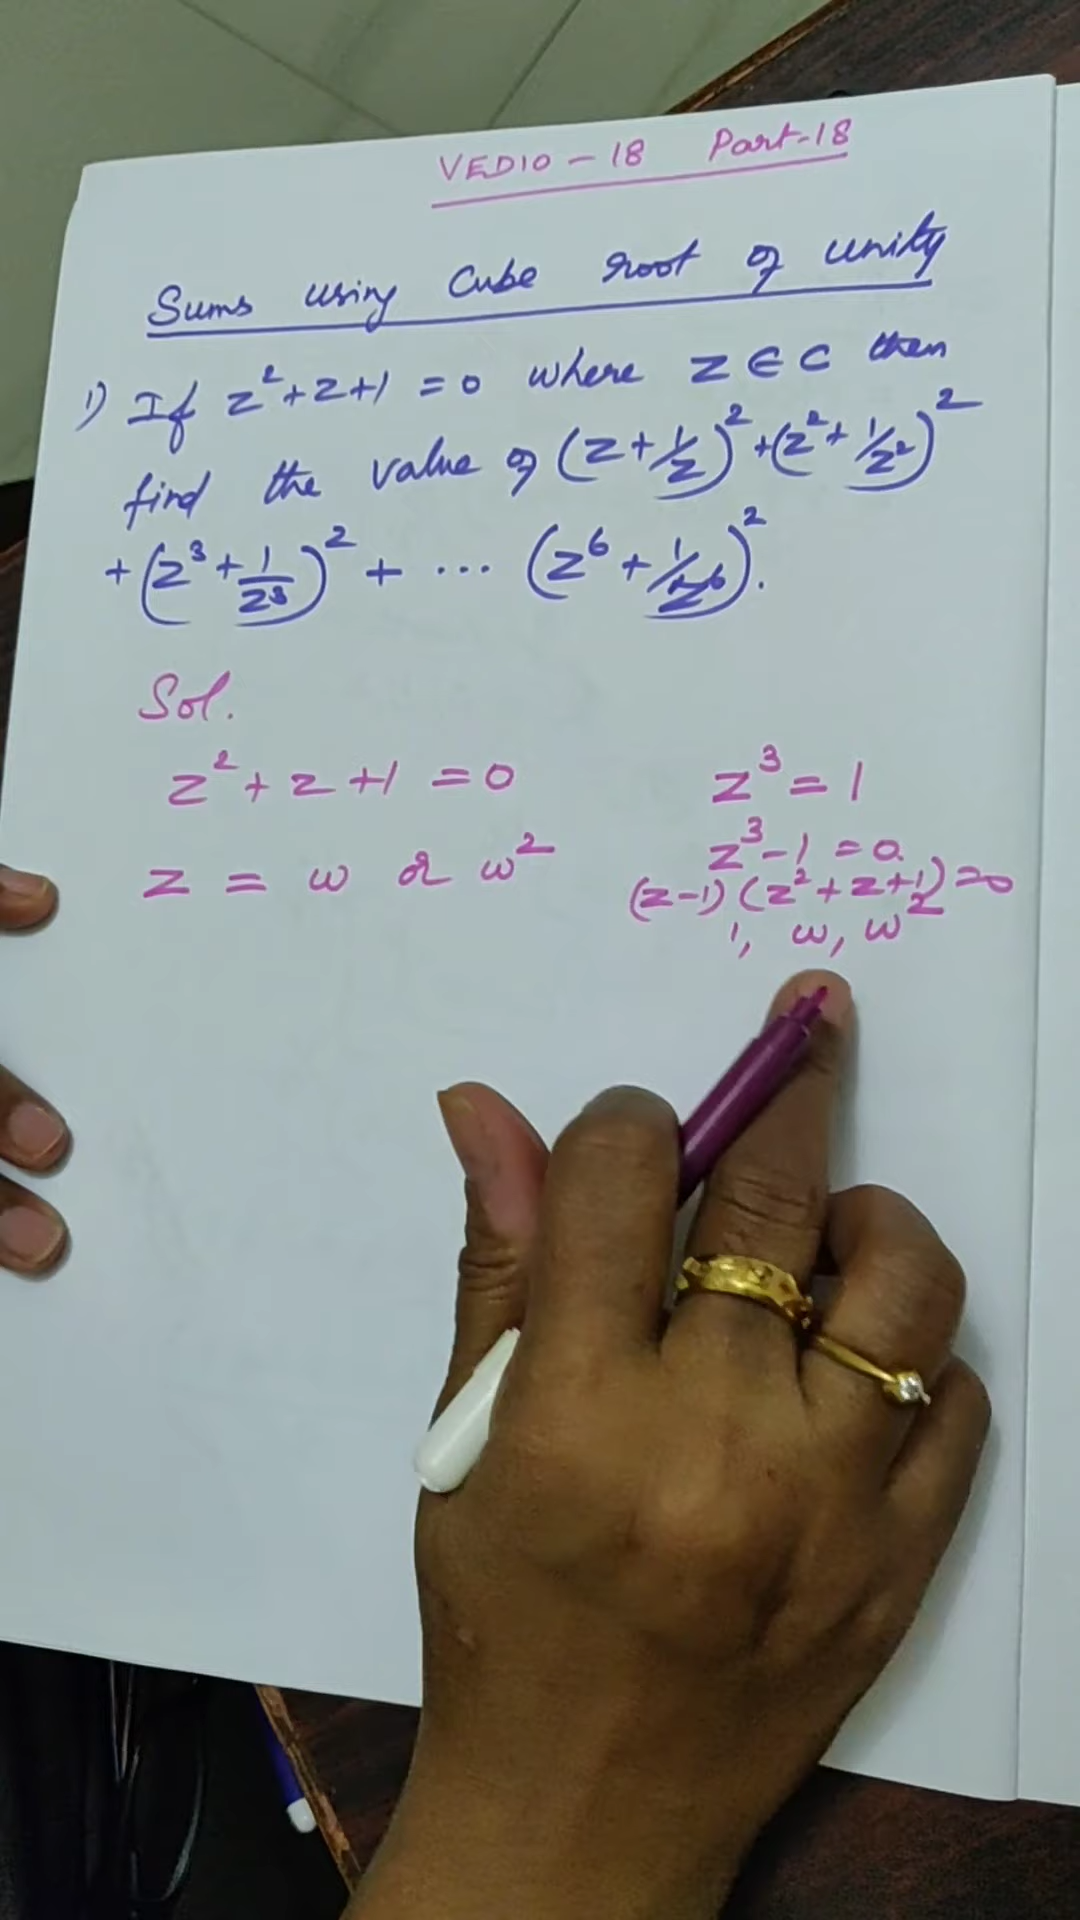 VEDIO - 18 Part-18
Sums using Cube root of unity
1) If z²+z+1 = 0 where z ∈ C then
find the value of (z+1/z)²+(z²+1/z²)²
+(z³+1/z³)²+ ... (z⁶+1/z⁶)².
Sol.
z²+z+1 = 0
z = ω or ω²
z³ = 1
z³-1 = 0
(z-1)(z²+z+1)=0
1, ω, ω²